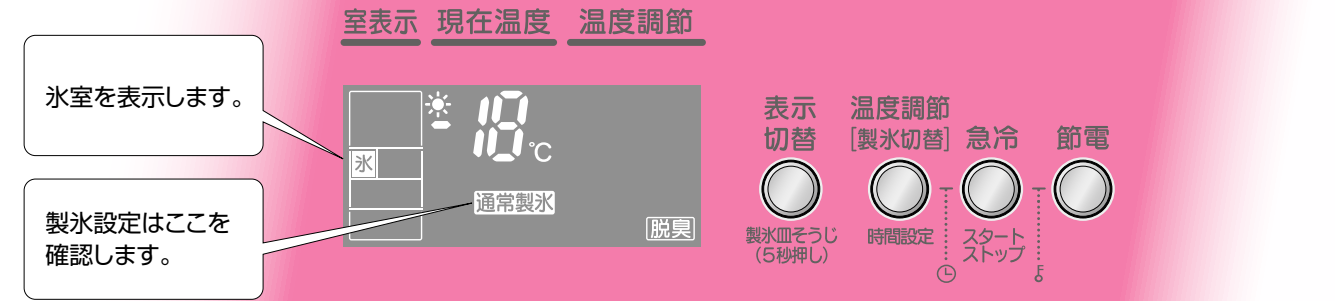 室表示 現在温度 温度調節
氷室を表示します。
18℃
氷
通常製氷
脱臭
製氷設定はここを
確認します。
表示
切替
製氷皿そうじ
(5秒押し)
温度調節
[製氷切替]
時間設定
急冷
スタート
ストップ
節電